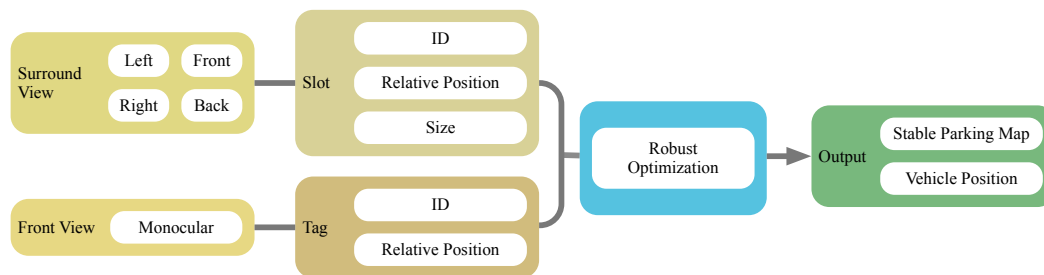 Surround
View
Left
Front
Right
Back
Slot
ID
Relative Position
Size
Front View
Monocular
Tag
ID
Relative Position
Robust
Optimization
Output
Stable Parking Map
Vehicle Position